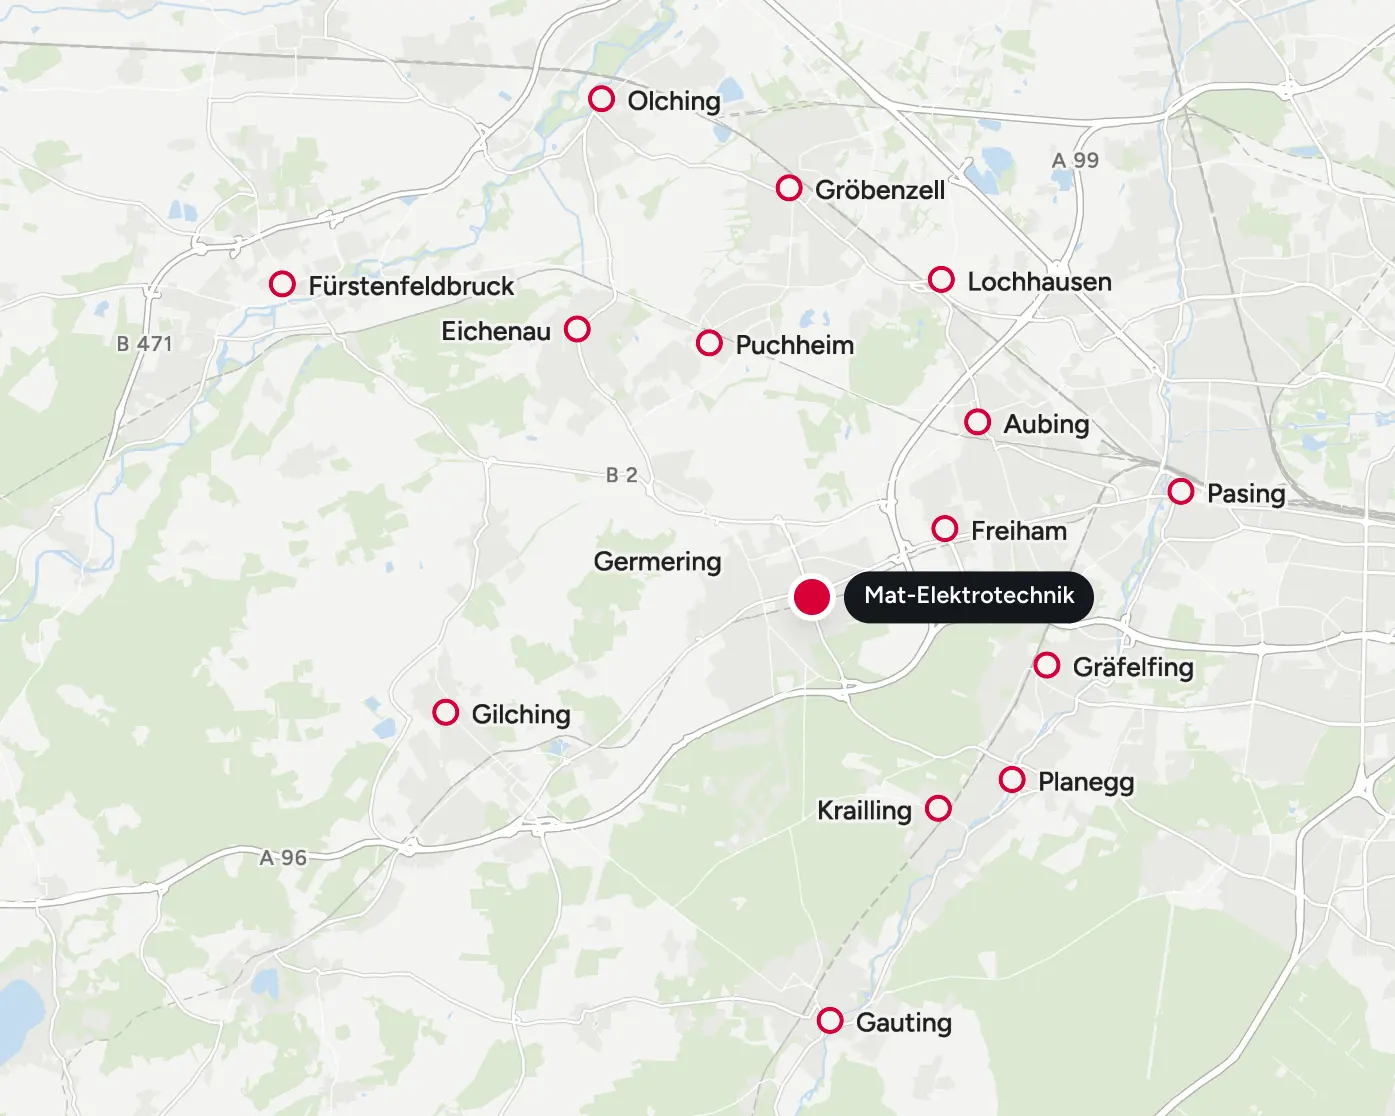 Olching
A 99
Gröbenzell
Lochhausen
Fürstenfeldbruck
Eichenau
B 471
Puchheim
Aubing
B 2
Pasing
Freiham
Germering
Mat-Elektrotechnik
Gräfelfing
Gilching
Planegg
Krailling
A 96
Gauting